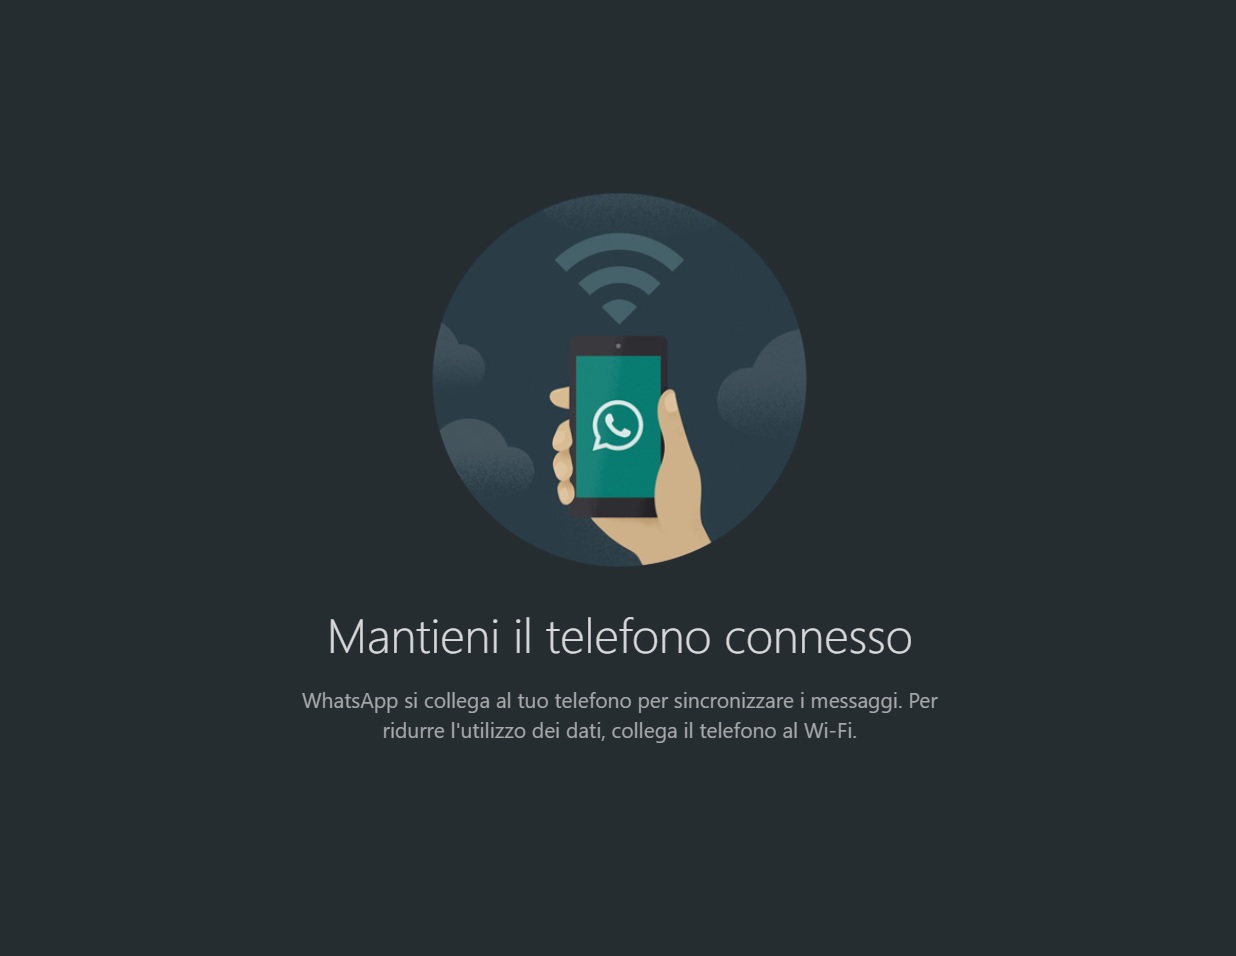 Mantieni il telefono connesso
WhatsApp si collega al tuo telefono per sincronizzare i messaggi. Per
ridurre l'utilizzo dei dati, collega il telefono al Wi-Fi.